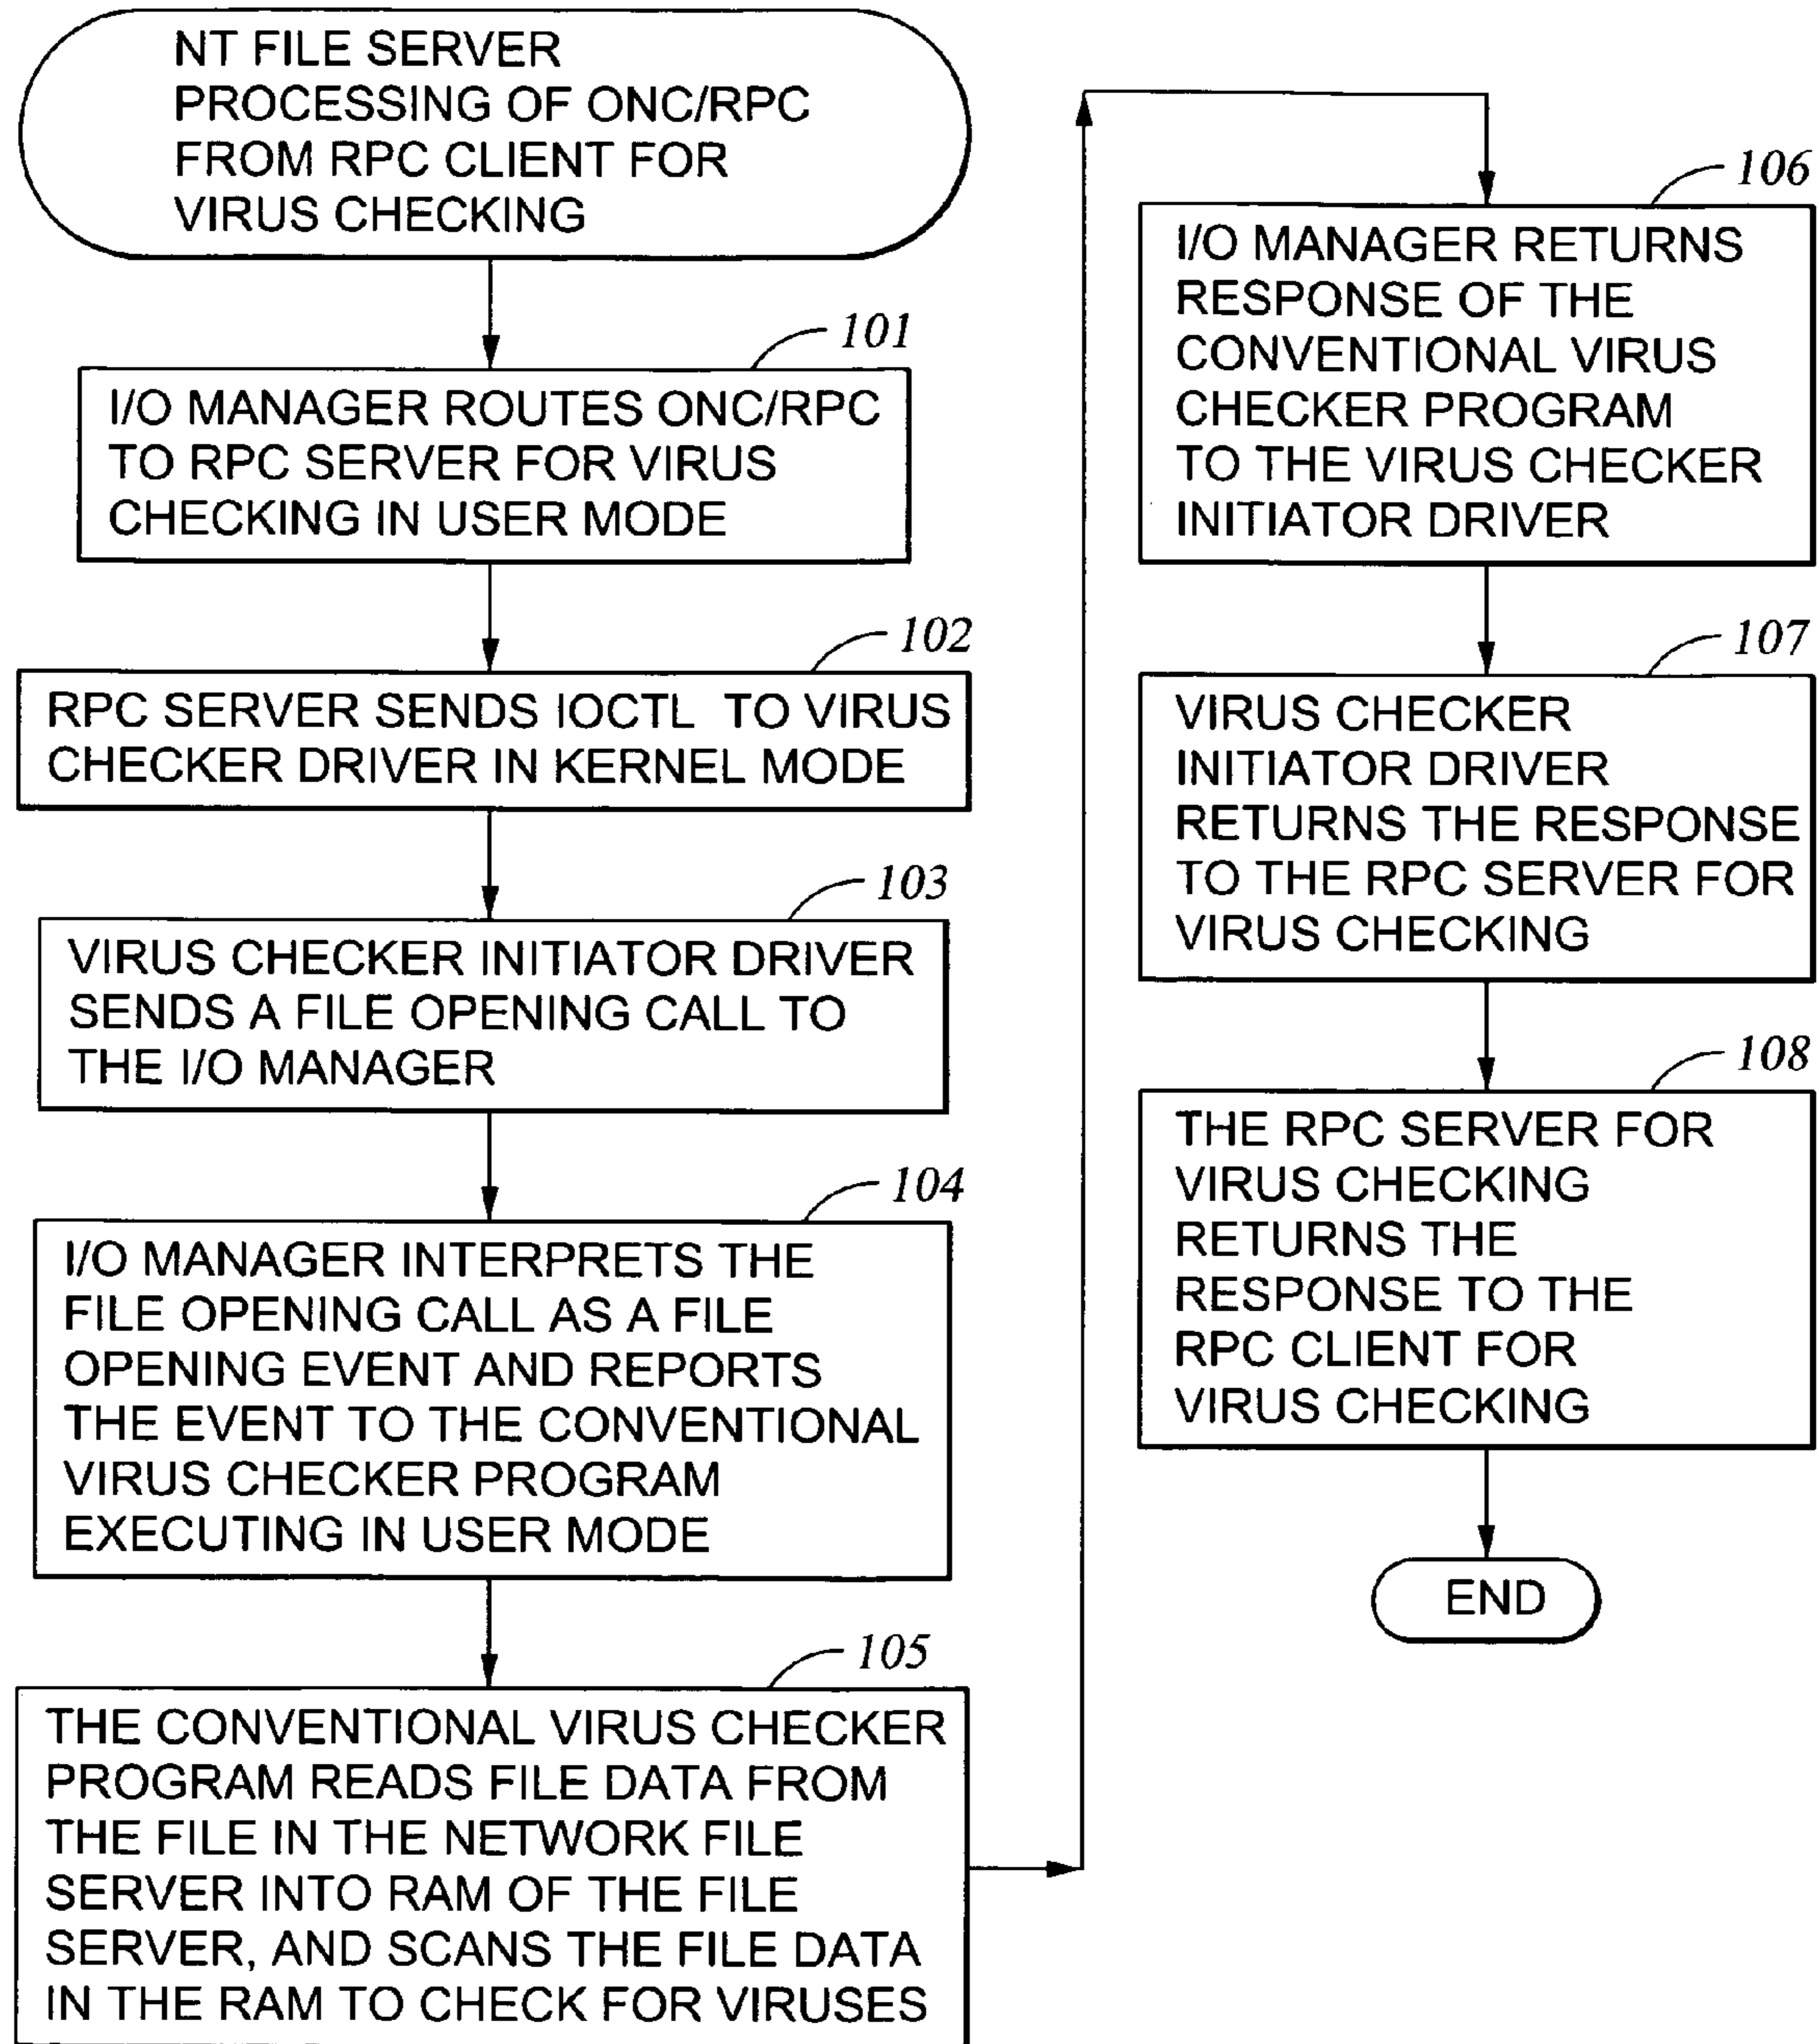 NT FILE SERVER
PROCESSING OF ONC/RPC
FROM RPC CLIENT FOR
VIRUS CHECKING
101
I/O MANAGER ROUTES ONC/RPC
TO RPC SERVER FOR VIRUS
CHECKING IN USER MODE
102
RPC SERVER SENDS IOCTL TO VIRUS
CHECKER DRIVER IN KERNEL MODE
103
VIRUS CHECKER INITIATOR DRIVER
SENDS A FILE OPENING CALL TO
THE I/O MANAGER
104
I/O MANAGER INTERPRETS THE
FILE OPENING CALL AS A FILE
OPENING EVENT AND REPORTS
THE EVENT TO THE CONVENTIONAL
VIRUS CHECKER PROGRAM
EXECUTING IN USER MODE
105
THE CONVENTIONAL VIRUS CHECKER
PROGRAM READS FILE DATA FROM
THE FILE IN THE NETWORK FILE
SERVER INTO RAM OF THE FILE
SERVER, AND SCANS THE FILE DATA
IN THE RAM TO CHECK FOR VIRUSES
106
I/O MANAGER RETURNS
RESPONSE OF THE
CONVENTIONAL VIRUS
CHECKER PROGRAM
TO THE VIRUS CHECKER
INITIATOR DRIVER
107
VIRUS CHECKER
INITIATOR DRIVER
RETURNS THE RESPONSE
TO THE RPC SERVER FOR
VIRUS CHECKING
108
THE RPC SERVER FOR
VIRUS CHECKING
RETURNS THE
RESPONSE TO THE
RPC CLIENT FOR
VIRUS CHECKING
END